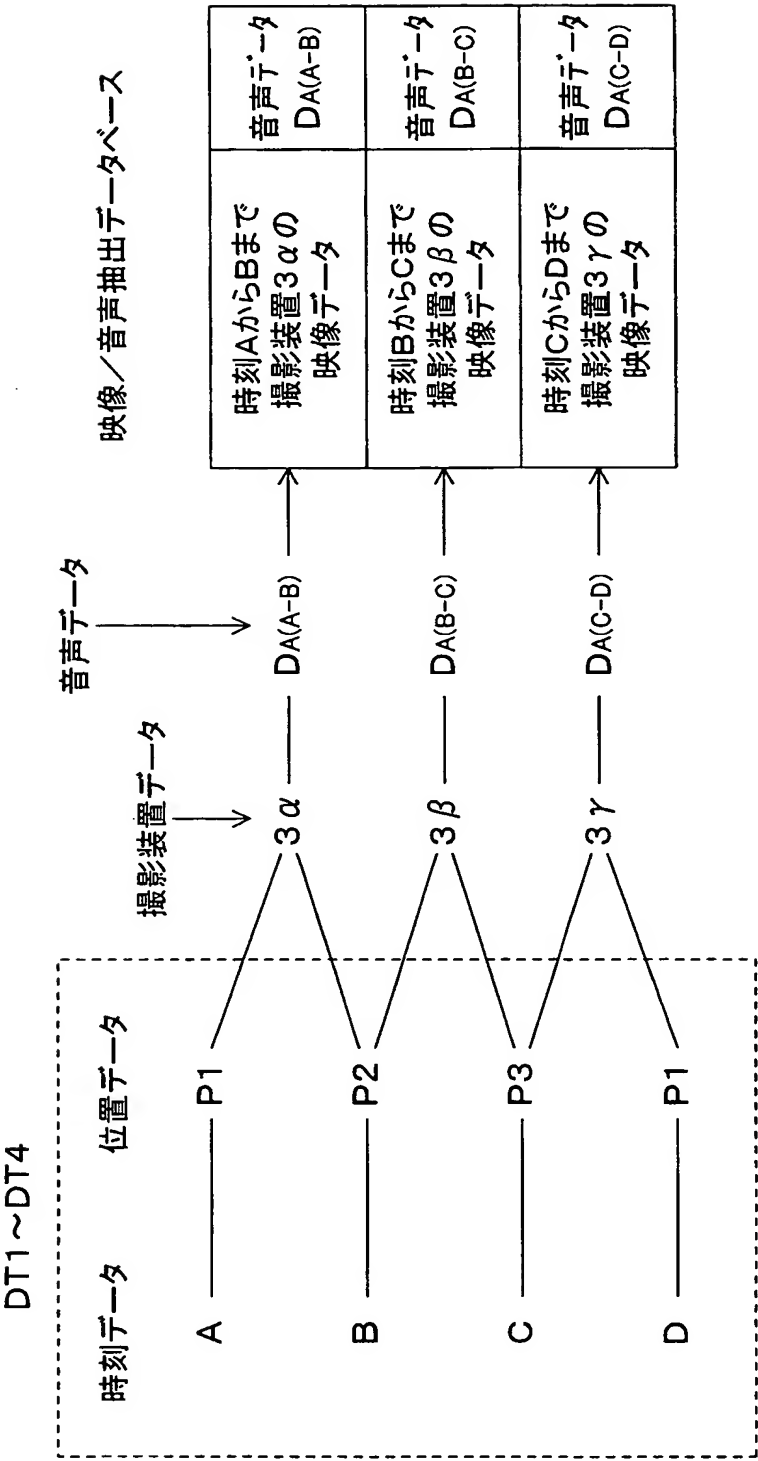 DT1～DT4
時刻データ
位置データ
撮影装置データ
音声データ
映像／音声抽出データベース
A
P1
3α
DA(A-B)
時刻AからBまで
撮影装置3αの
映像データ
音声データ
DA(A-B)
B
P2
3β
DA(B-C)
時刻BからCまで
撮影装置3βの
映像データ
音声データ
DA(B-C)
C
P3
3γ
DA(C-D)
時刻CからDまで
撮影装置3γの
映像データ
音声データ
DA(C-D)
D
P1